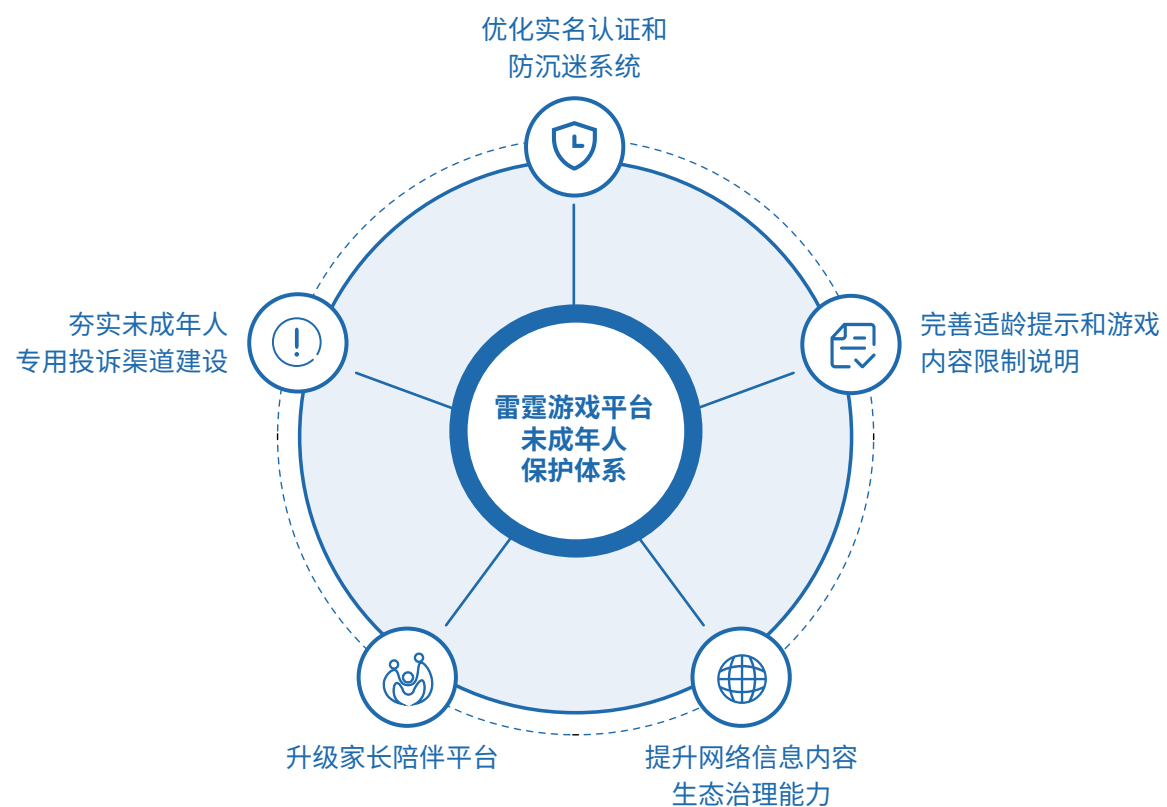 优化实名认证和
防沉迷系统
夯实未成年人
专用投诉渠道建设
完善适龄提示和游戏
内容限制说明
雷霆游戏平台
未成年人
保护体系
升级家长陪伴平台
提升网络信息内容
生态治理能力